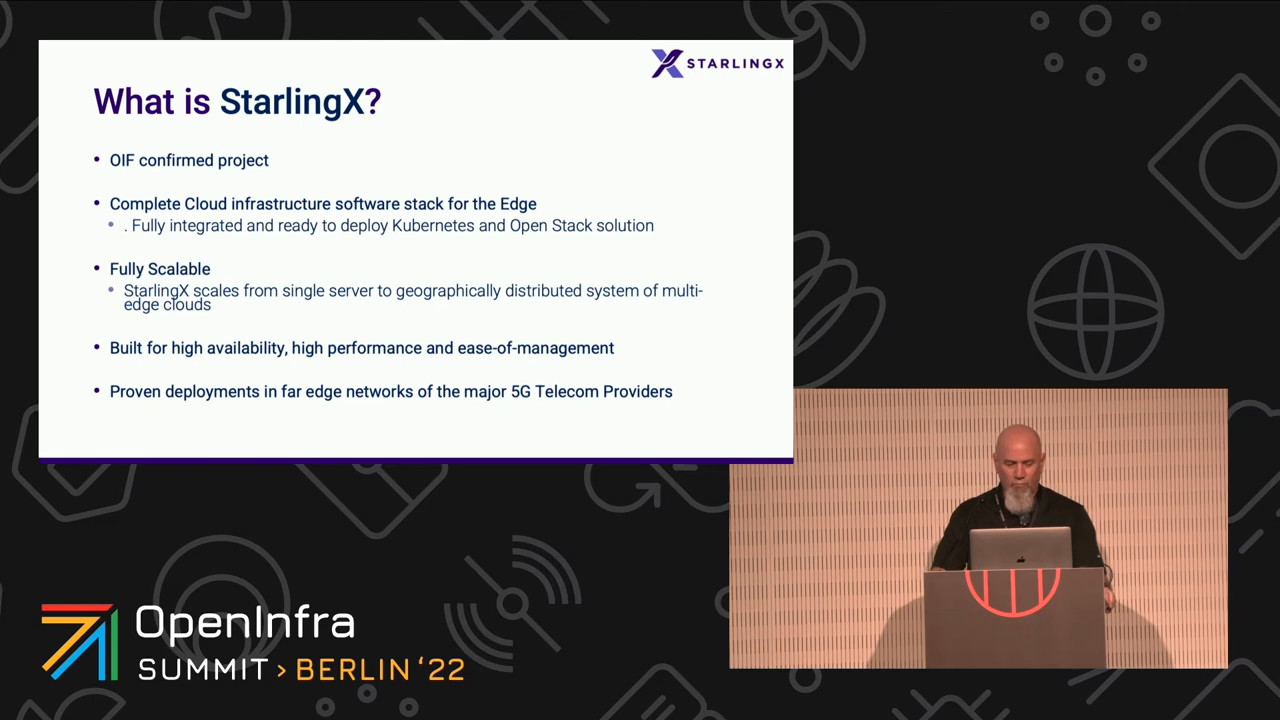 STARLINGX
What is StarlingX?
• OIF confirmed project
• Complete Cloud infrastructure software stack for the Edge
• . Fully integrated and ready to deploy Kubernetes and Open Stack solution
• Fully Scalable
• StarlingX scales from single server to geographically distributed system of multi-
edge clouds
• Built for high availability, high performance and ease-of-management
• Proven deployments in far edge networks of the major 5G Telecom Providers
OpenInfra
SUMMIT > BERLIN ‘22